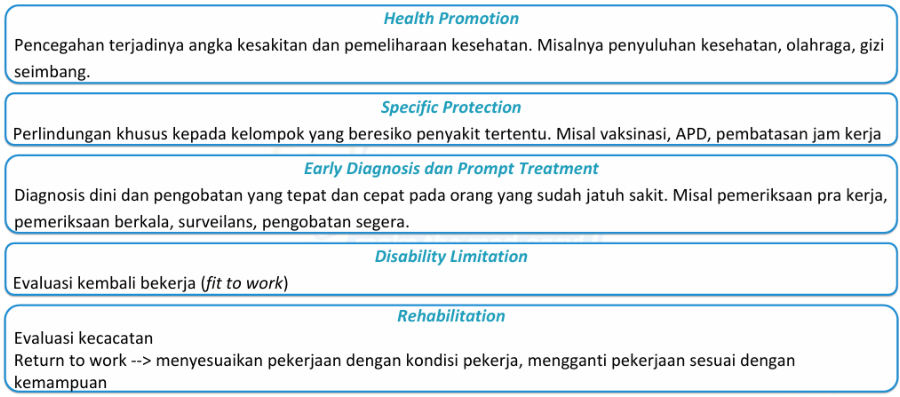 Health Promotion
Pencegahan terjadinya angka kesakitan dan pemeliharaan kesehatan. Misalnya penyuluhan kesehatan, olahraga, gizi
seimbang.
Specific Protection
Perlindungan khusus kepada kelompok yang beresiko penyakit tertentu. Misal vaksinasi, APD, pembatasan jam kerja
Early Diagnosis dan Prompt Treatment
Diagnosis dini dan pengobatan yang tepat dan cepat pada orang yang sudah jatuh sakit. Misal pemeriksaan pra kerja,
pemeriksaan berkala, surveilans, pengobatan segera.
Disability Limitation
Evaluasi kembali bekerja (fit to work)
Rehabilitation
Evaluasi kecacatan
Return to work --> menyesuaikan pekerjaan dengan kondisi pekerja, mengganti pekerjaan sesuai dengan
kemampuan